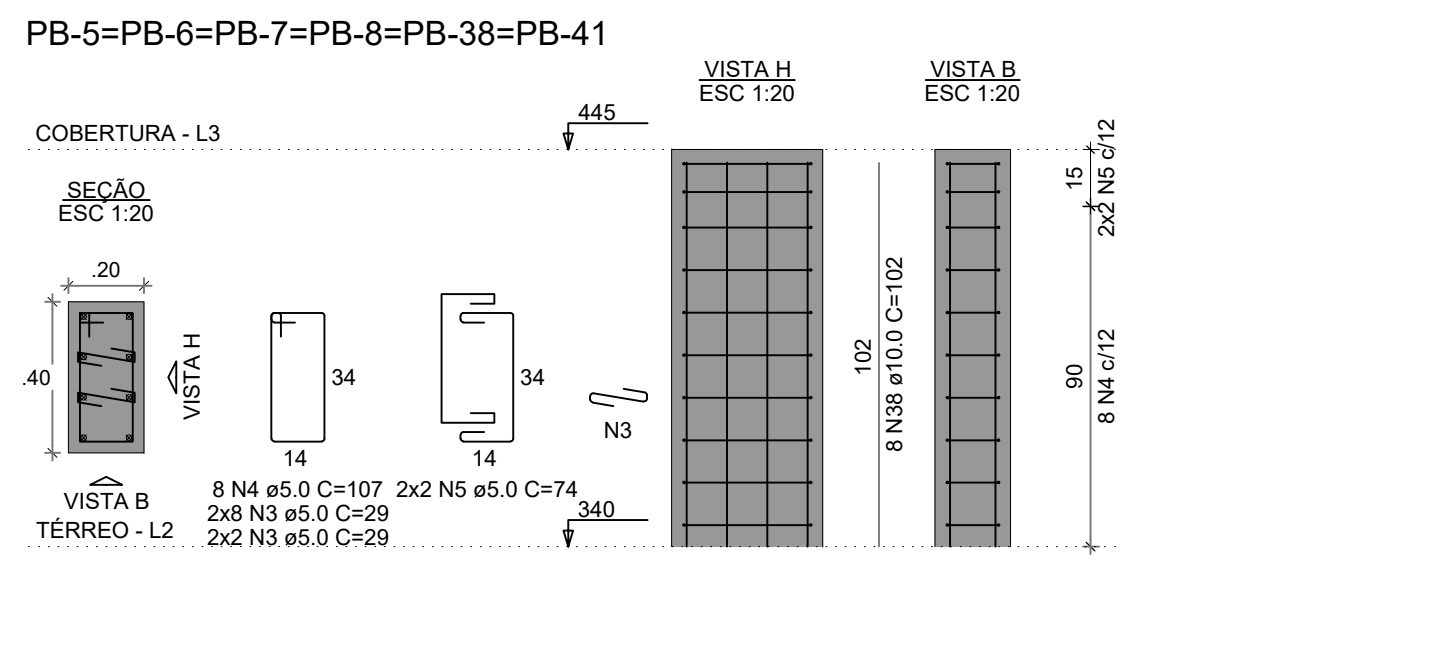 PB-5=PB-6=PB-7=PB-8=PB-38=PB-41
VISTA H
ESC 1:20
VISTA B
ESC 1:20
COBERTURA - L3
445
SEÇÃO
ESC 1:20
.20
.40
VISTA H
VISTA B
TÉRREO - L2
34
14
8 N4 ø5.0 C=107
2x8 N3 ø5.0 C=29
2x2 N3 ø5.0 C=29
34
14
2x2 N5 ø5.0 C=74
N3
340
102
8 N38 ø10.0 C=102
15
2x2 N5 c/12
90
8 N4 c/12